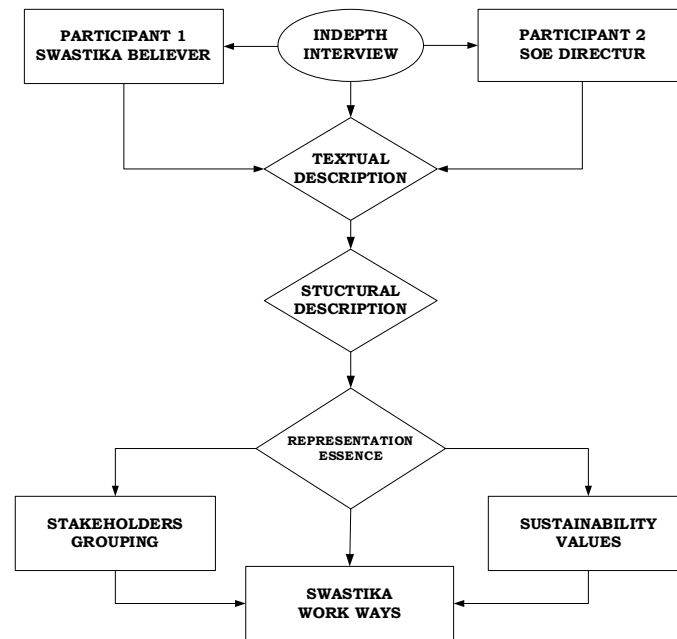 PARTICIPANT 1
SWASTIKA BELIEVER
INDEPTH
INTERVIEW
PARTICIPANT 2
SOE DIRECTUR
TEXTUAL
DESCRIPTION
STUCTURAL
DESCRIPTION
REPRESENTATION
ESSENCE
STAKEHOLDERS
GROUPING
SUSTAINABILITY
VALUES
SWASTIKA
WORK WAYS